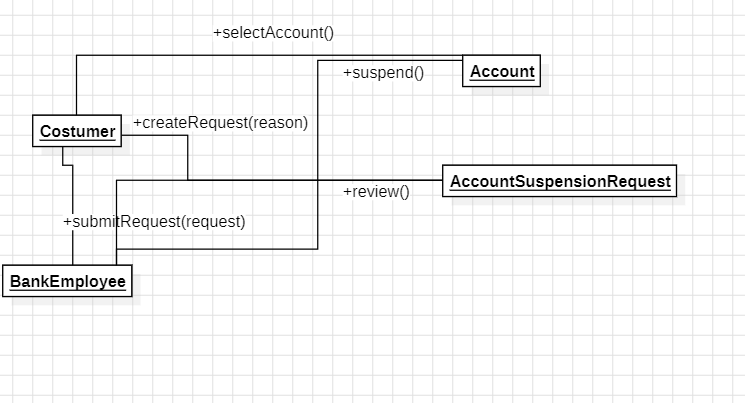 +selectAccount()
+suspend()
Account
+createRequest(reason)
Costumer
AccountSuspensionRequest
+review()
+submitRequest(request)
BankEmployee